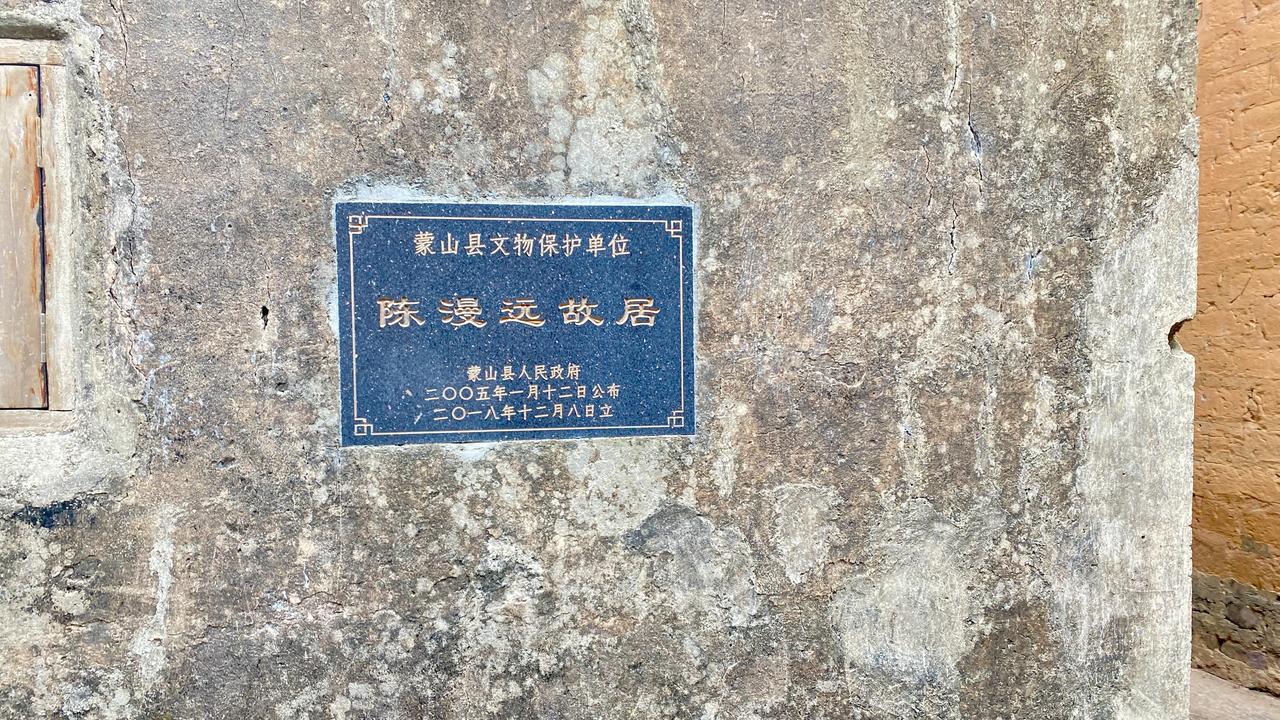 蒙山县文物保护单位
陈漫远故居
蒙山县人民政府
二〇〇五年一月十二日公布
二〇一八年十二月八日立